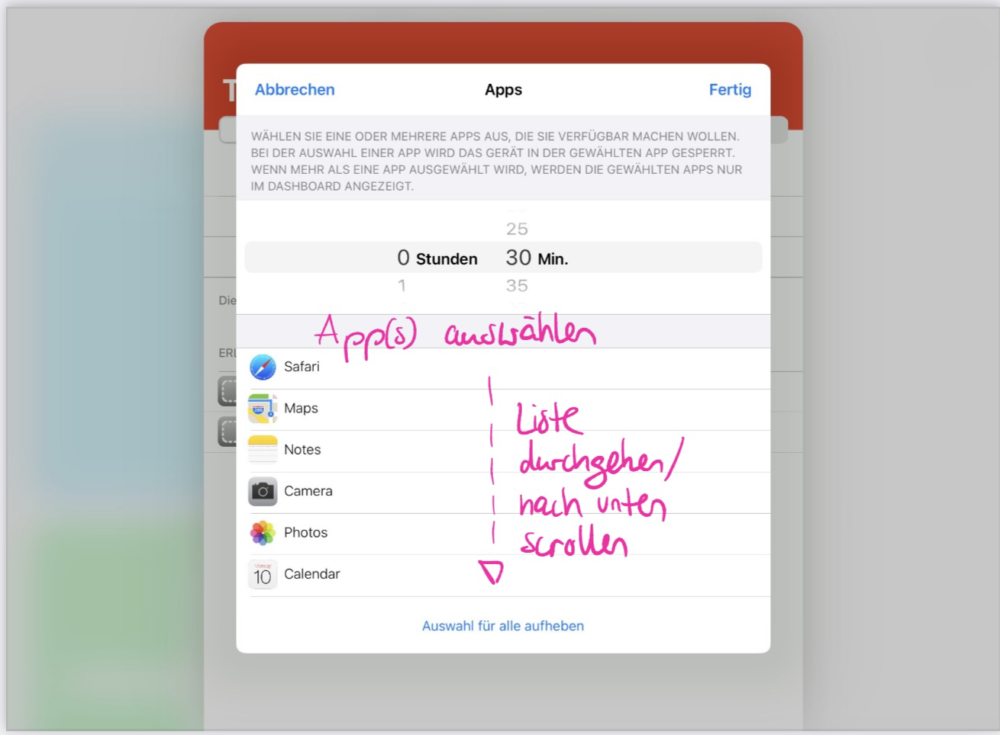 T
Abbrechen Apps Fertig
WÄHLEN SIE EINE ODER MEHRERE APPS AUS, DIE SIE VERFÜGBAR MACHEN WOLLEN.
BEI DER AUSWAHL EINER APP WIRD DAS GERÄT IN DER GEWÄHLTEN APP GESPERRT.
WENN MEHR ALS EINE APP AUSGEWÄHLT WIRD, WERDEN DIE GEWÄHLTEN APPS NUR
IM DASHBOARD ANGEZEIGT.
25
0 Stunden 30 Min.
1 35
Die
App(s) auswählen
ERL
Safari
Maps
Notes
Camera
Photos
Calendar
10
Liste
durchgehen/
nach unten
scrollen
Auswahl für alle aufheben